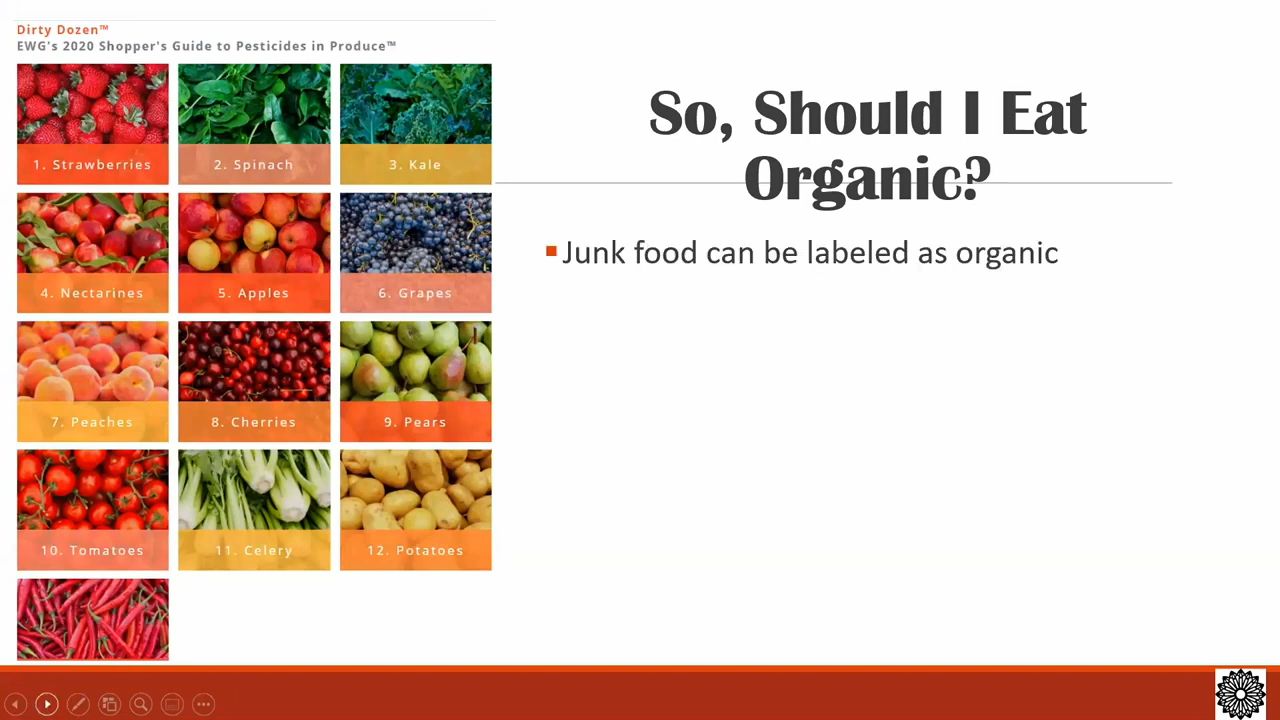 Dirty Dozen™
EWG's 2020 Shopper's Guide to Pesticides in Produce™
1. Strawberries
2. Spinach
3. Kale
4. Nectarines
5. Apples
6. Grapes
7. Peaches
8. Cherries
9. Pears
10. Tomatoes
11. Celery
12. Potatoes
So, Should I Eat
Organic?
Junk food can be labeled as organic